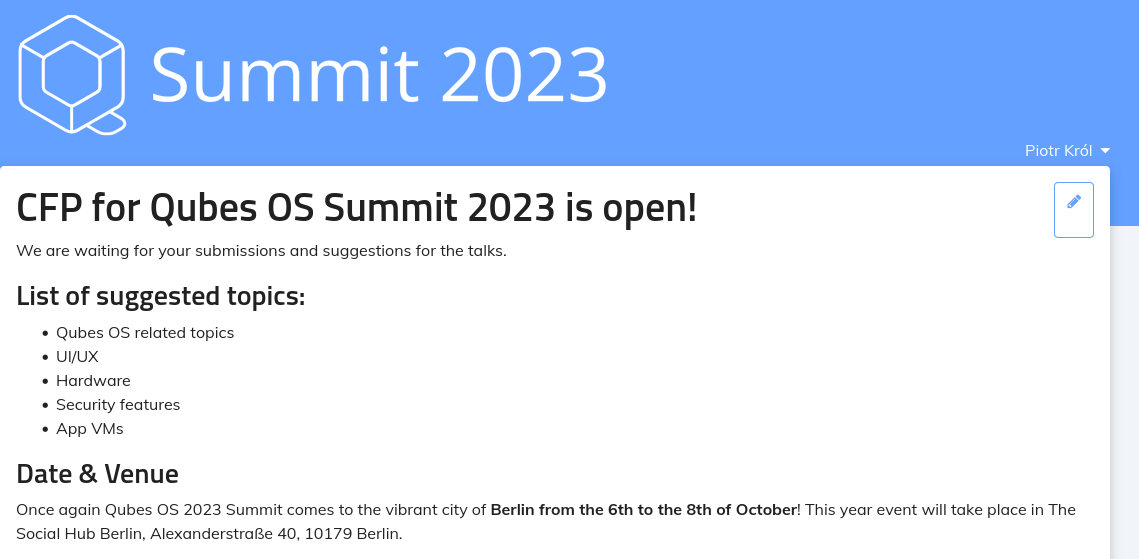 Summit 2023
Piotr Król
CFP for Qubes OS Summit 2023 is open!
We are waiting for your submissions and suggestions for the talks.
List of suggested topics:
• Qubes OS related topics
• UI/UX
• Hardware
• Security features
• App VMs
Date & Venue
Once again Qubes OS 2023 Summit comes to the vibrant city of Berlin from the 6th to the 8th of October! This year event will take place in The
Social Hub Berlin, Alexanderstraße 40, 10179 Berlin.